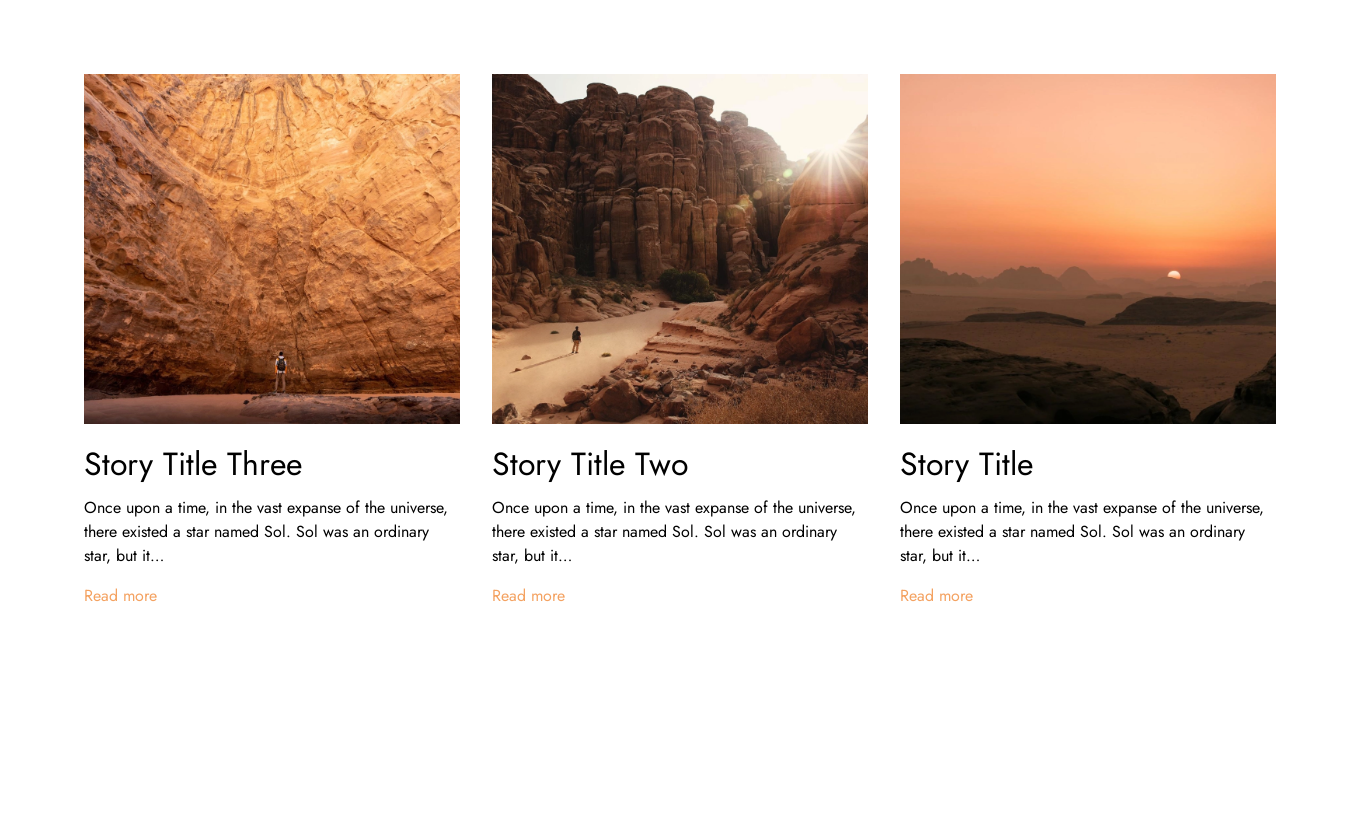 Story Title Three
Once upon a time, in the vast expanse of the universe,
there existed a star named Sol. Sol was an ordinary
star, but it...
Read more
Story Title Two
Once upon a time, in the vast expanse of the universe,
there existed a star named Sol. Sol was an ordinary
star, but it...
Read more
Story Title
Once upon a time, in the vast expanse of the universe,
there existed a star named Sol. Sol was an ordinary
star, but it...
Read more